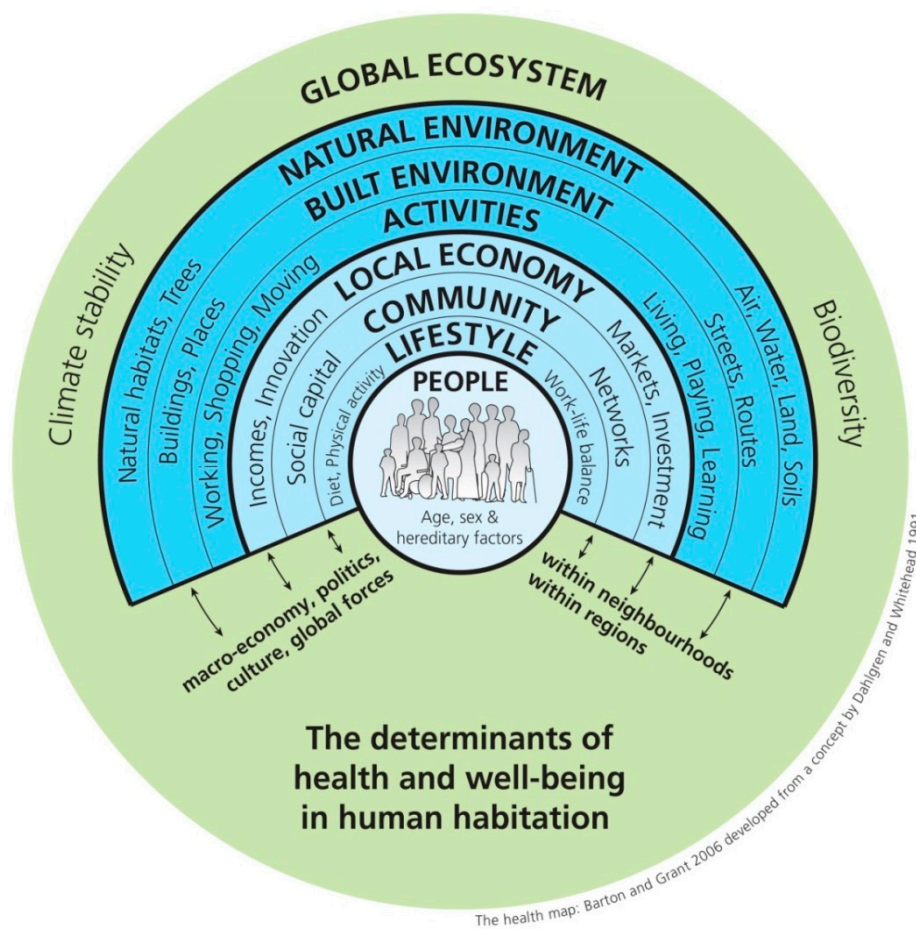 GLOBAL ECOSYSTEM
NATURAL ENVIRONMENT
BUILT ENVIRONMENT
ACTIVITIES
LOCAL ECONOMY
COMMUNITY
LIFESTYLE
PEOPLE
Age, sex &
hereditary factors
Climate stability
Natural habitats, Trees
Buildings, Places
Working, Shopping, Moving
Incomes, Innovation
Social capital
Diet, Physical activity
Work-life balance
Networks
Markets, Investment
Living, Playing, Learning
Streets, Routes
Air, Water, Land, Soils
Biodiversity
macro-economy, politics,
culture, global forces
within neighbourhoods
within regions
The determinants of
health and well-being
in human habitation
The health map: Barton and Grant 2006 developed from a concept by Dahlgren and Whitehead 1991